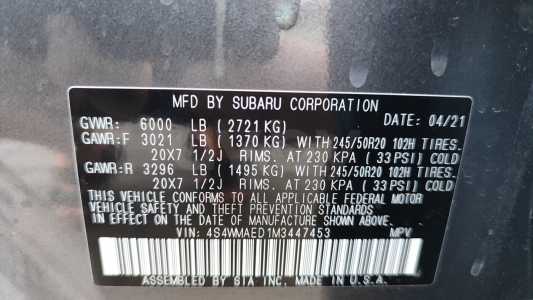 MFD BY SUBARU CORPORATION
DATE: 04/21
GVWR: 6000 LB ( 2721 KG)
GAWR:F 3021 LB ( 1370 KG) WITH 245/50R20 102H TIRES.
20X7 1/2J RIMS. AT 230 KPA ( 33 PSI) COLD
GAWR:R 3296 LB ( 1495 KG) WITH 245/50R20 102H TIRES.
20X7 1/2J RIMS. AT 230 KPA ( 33 PSI) COLD
THIS VEHICLE CONFORMS TO ALL APPLICABLE FEDERAL MOTOR
VEHICLE SAFETY AND THEFT PREVENTION STANDARDS
IN EFFECT ON THE DATE OF MANUFACTURE SHOWN ABOVE.
VIN: 4S4WMAED1M3447453 MPV
ASSEMBLED BY SIA INC. MADE IN U.S.A.